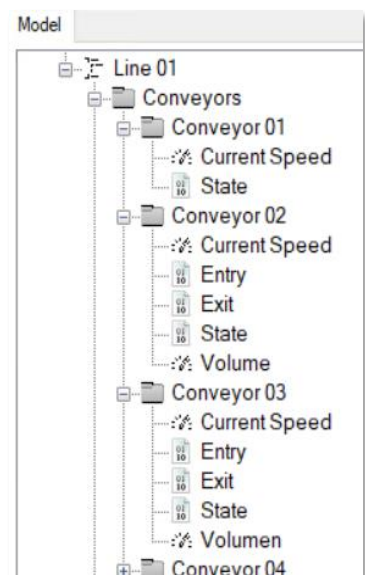 Model
Line 01
Conveyors
Conveyor 01
Current Speed
State
Conveyor 02
Current Speed
Entry
Exit
State
Volume
Conveyor 03
Current Speed
Entry
Exit
State
Volumen
Conveyor 04